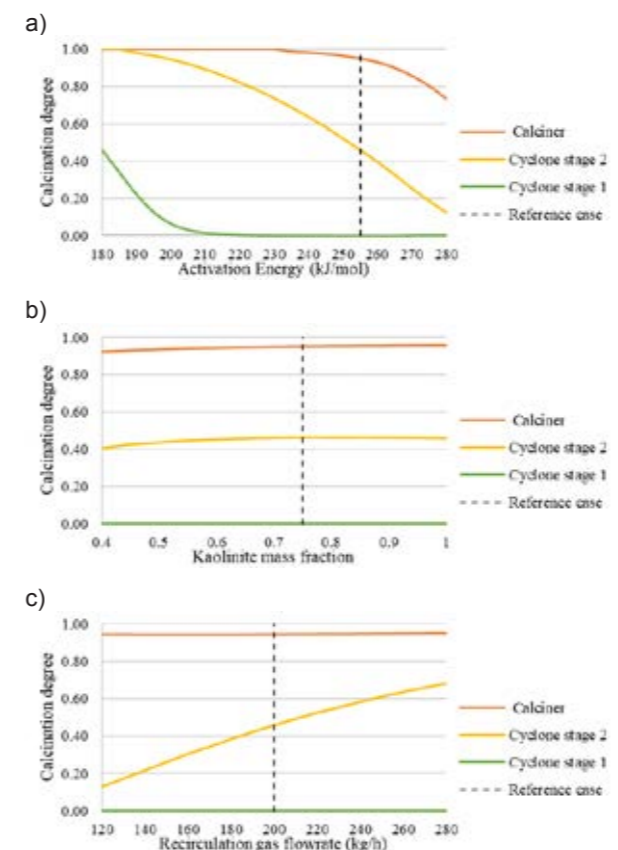 a)
1.00
0.80
0.60
0.40
0.20
0.00
Calcination degree
180 190 200 210 220 230 240 250 260 270 280
Activation Energy (kJ/mol)
Calciner
Cyclone stage 2
Cyclone stage 1
Reference case
b)
1.00
0.80
0.60
0.40
0.20
0.00
Calcination degree
0.4 0.5 0.6 0.7 0.8 0.9 1
Kaolinite mass fraction
Calciner
Cyclone stage 2
Cyclone stage 1
Reference case
c)
1.00
0.80
0.60
0.40
0.20
0.00
Calcination degree
120 140 160 180 200 220 240 260 280
Recirculation gas flowrate (kg/h)
Calciner
Cyclone stage 2
Cyclone stage 1
Reference case